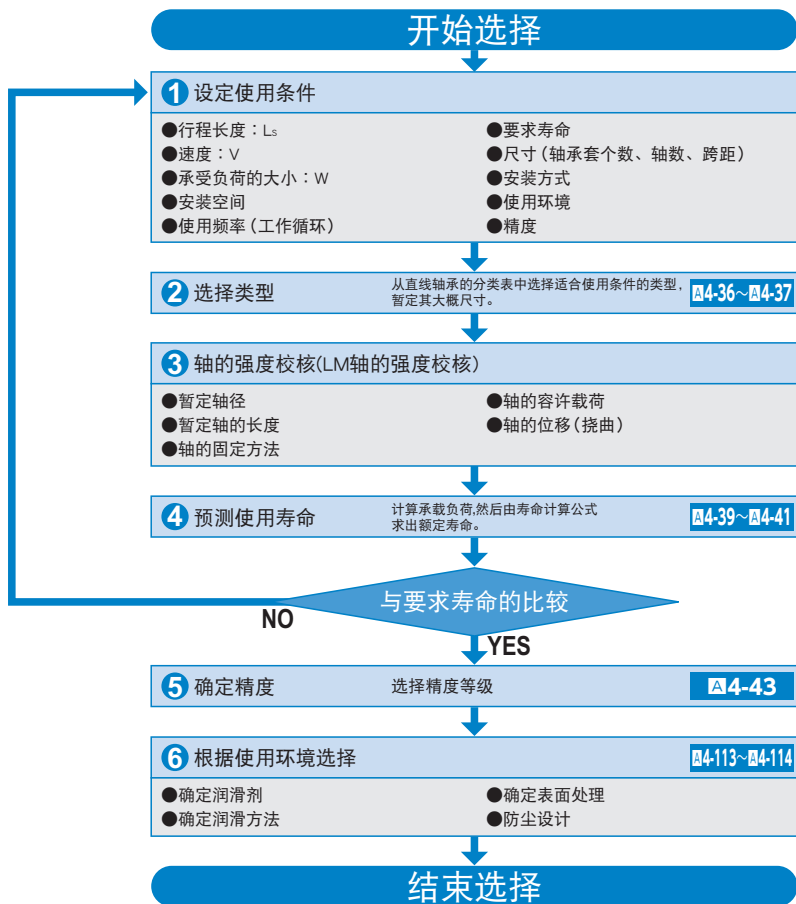 开始选择
1 设定使用条件
●行程长度：Ls
●速度：V
●承受负荷的大小：W
●安装空间
●使用频率（工作循环）
●要求寿命
●尺寸（轴承套个数、轴数、跨距）
●安装方式
●使用环境
●精度
2 选择类型
从直线轴承的分类表中选择适合使用条件的类型，
暂定其大概尺寸。
A4-36～A4-37
3 轴的强度校核(LM轴的强度校核)
●暂定轴径
●暂定轴的长度
●轴的固定方法
●轴的容许载荷
●轴的位移（挠曲）
4 预测使用寿命
计算承载负荷,然后由寿命计算公式
求出额定寿命。
A4-39～A4-41
与要求寿命的比较
NO
YES
5 确定精度
选择精度等级
A4-43
6 根据使用环境选择
A4-113～A4-114
●确定润滑剂
●确定润滑方法
●确定表面处理
●防尘设计
结束选择